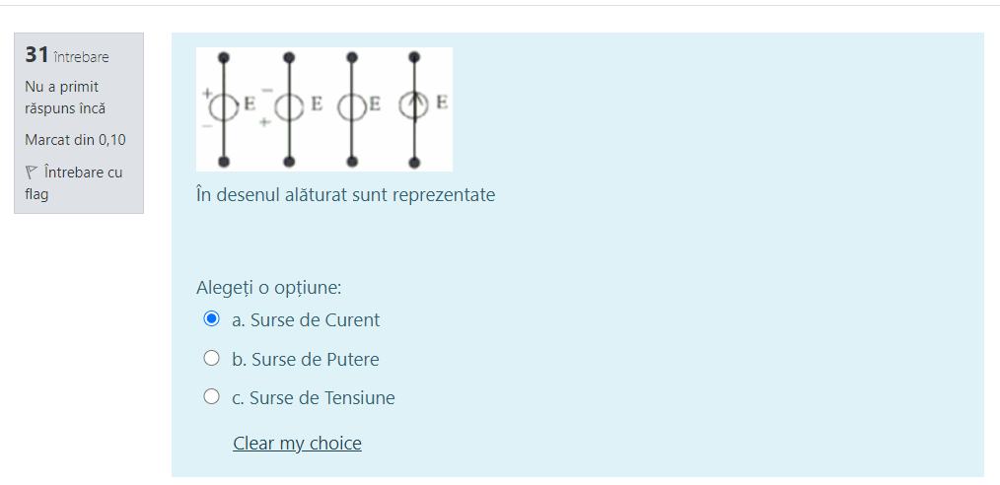 31 întrebare
Nu a primit
răspuns încă
Marcat din 0,10
Întrebare cu
flag
+ E − E E E
− +
În desenul alăturat sunt reprezentate
Alegeți o opțiune:
a. Surse de Curent
b. Surse de Putere
c. Surse de Tensiune
Clear my choice